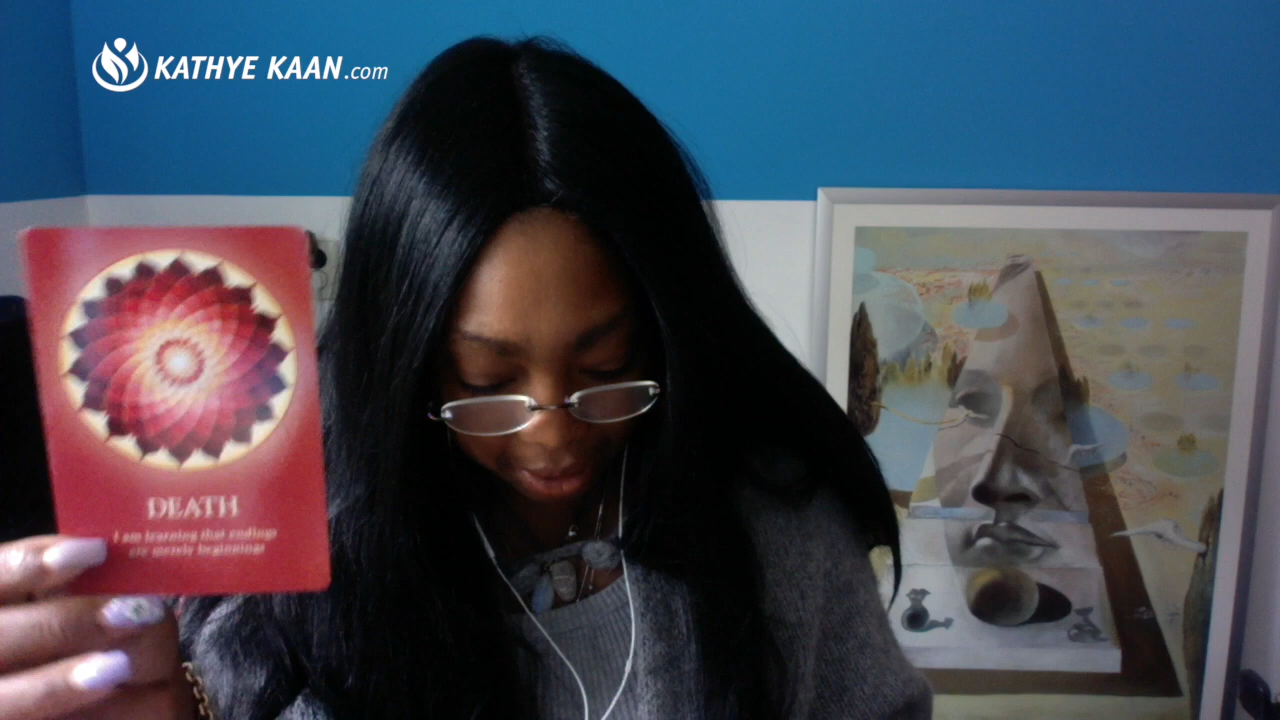 KATHYE KAAN.com
DEATH
I am learning that endings
are merely beginnings